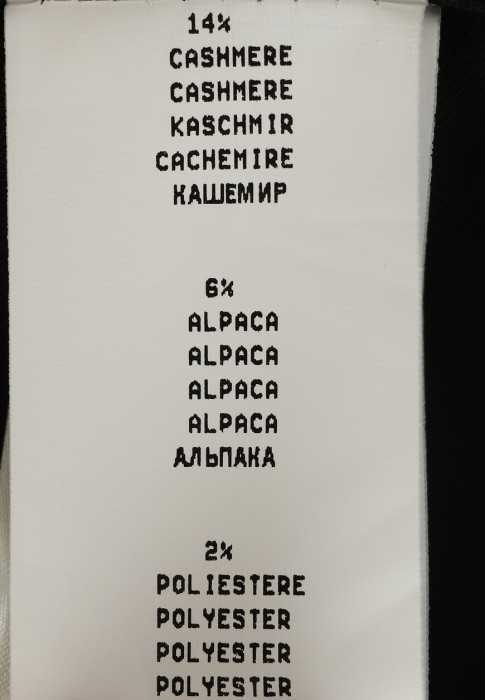 14%
CASHMERE
CASHMERE
KASCHMIR
CACHEMIRE
КАШЕМИР
6%
ALPACA
ALPACA
ALPACA
ALPACA
АЛЬПАКА
2%
POLIESTERE
POLYESTER
POLYESTER
POLYESTER